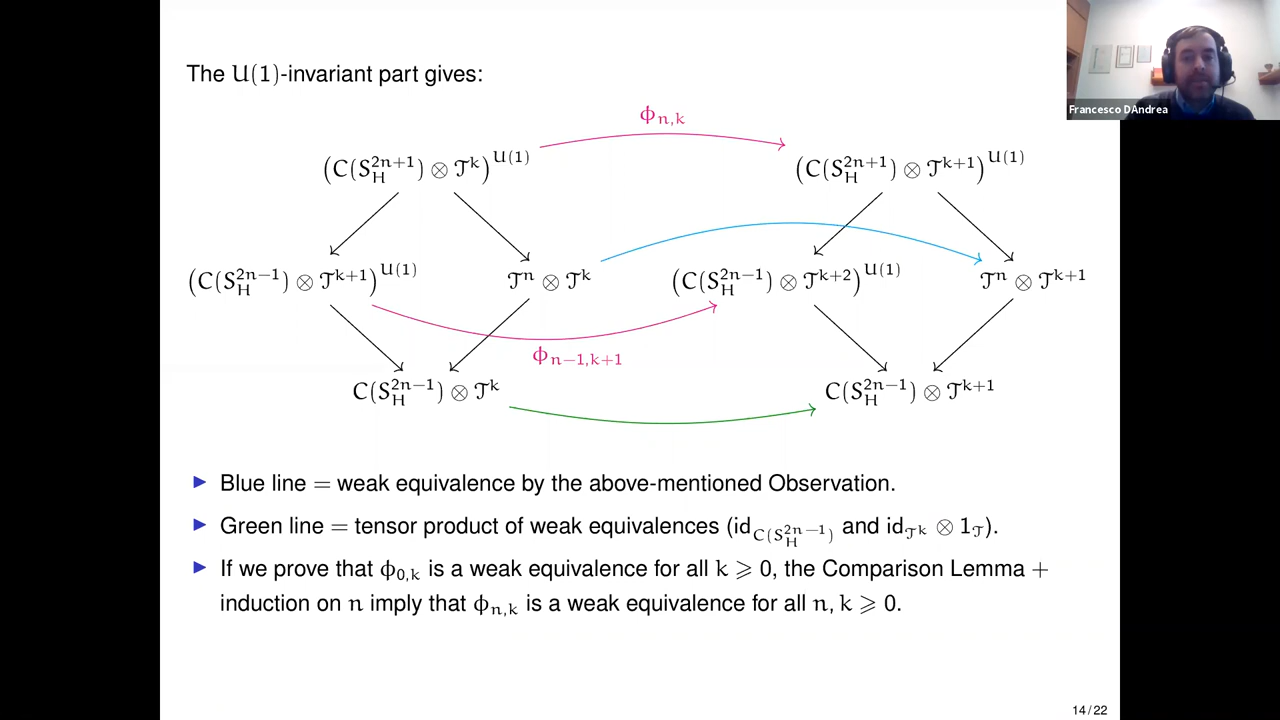 The U(1)-invariant part gives:
Francesco DAndrea
ϕ_{n,k}
(C(S_H^{2n+1}) ⊗ 𝒯^k)^{U(1)} (C(S_H^{2n+1}) ⊗ 𝒯^{k+1})^{U(1)}
(C(S_H^{2n−1}) ⊗ 𝒯^{k+1})^{U(1)} 𝒯^n ⊗ 𝒯^k (C(S_H^{2n−1}) ⊗ 𝒯^{k+2})^{U(1)} 𝒯^n ⊗ 𝒯^{k+1}
ϕ_{n−1,k+1}
C(S_H^{2n−1}) ⊗ 𝒯^k C(S_H^{2n−1}) ⊗ 𝒯^{k+1}
▶ Blue line = weak equivalence by the above-mentioned Observation.
▶ Green line = tensor product of weak equivalences (id_{C(S_H^{2n−1})} and id_{𝒯^k} ⊗ 1_𝒯).
▶ If we prove that ϕ_{0,k} is a weak equivalence for all k ⩾ 0, the Comparison Lemma +
induction on n imply that ϕ_{n,k} is a weak equivalence for all n, k ⩾ 0.
14 / 22